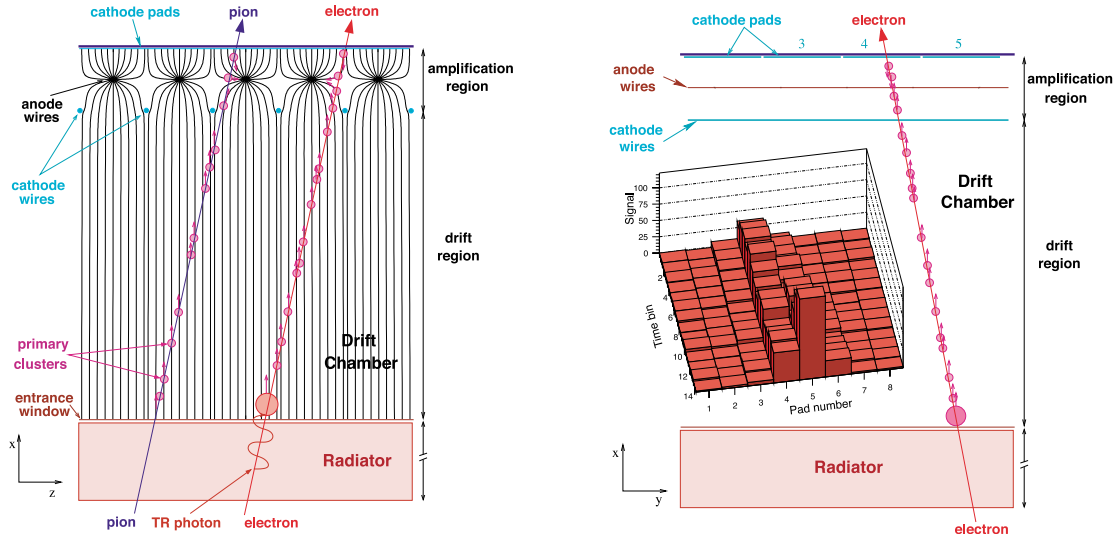 cathode pads
pion
electron
amplification
region
anode
wires
cathode
wires
drift
region
primary
clusters
Drift
Chamber
entrance
window
x
z
Radiator
pion
TR photon
electron
electron
cathode pads
3
4
5
anode
wires
amplification
region
cathode
wires
Drift
Chamber
drift
region
Signal
100
75
50
25
0
2
4
6
8
10
12
14
Time bin
1
2
3
4
5
6
7
8
Pad number
x
y
Radiator
electron